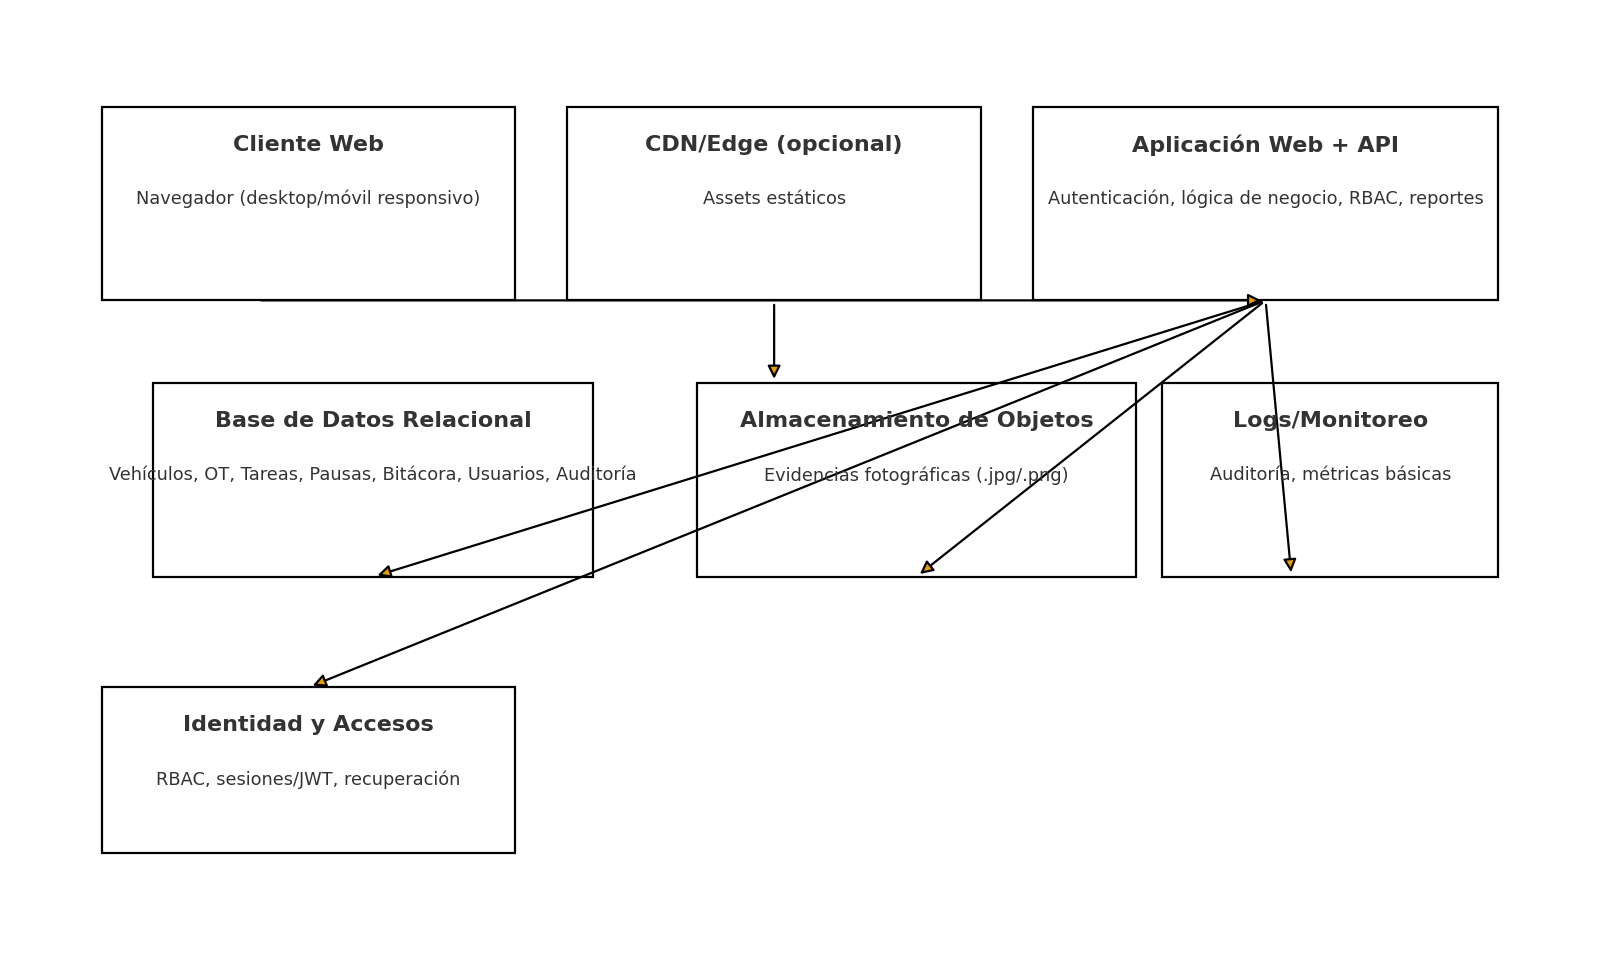 Cliente Web
Navegador (desktop/móvil responsivo)
CDN/Edge (opcional)
Assets estáticos
Aplicación Web + API
Autenticación, lógica de negocio, RBAC, reportes
Base de Datos Relacional
Vehículos, OT, Tareas, Pausas, Bitácora, Usuarios, Auditoría
Almacenamiento de Objetos
Evidencias fotográficas (.jpg/.png)
Logs/Monitoreo
Auditoría, métricas básicas
Identidad y Accesos
RBAC, sesiones/JWT, recuperación